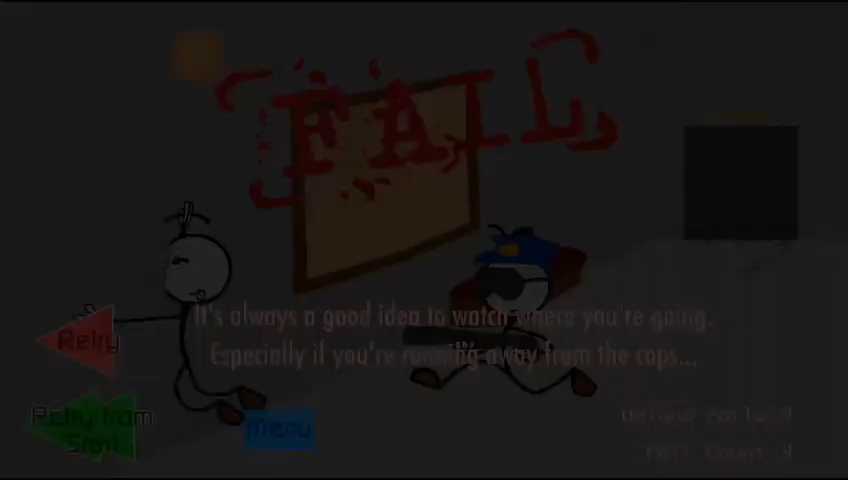 FAIL
It's always a good idea to watch where you're going.
Especially if you're running away from the cops...
Retry
Retry from
Start
Menu